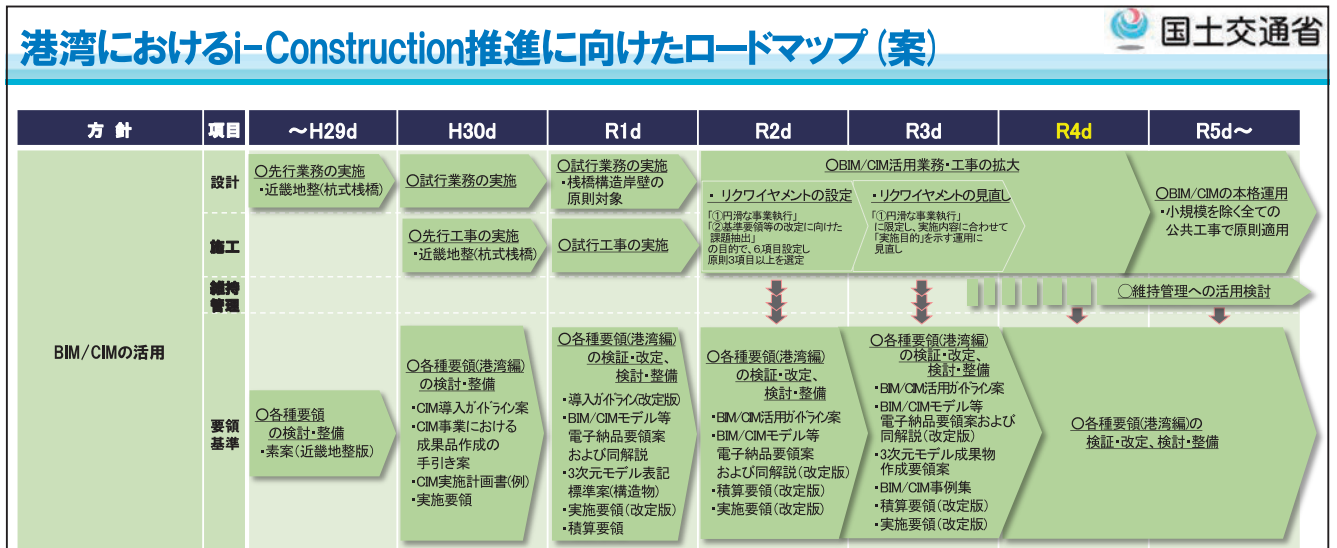 港湾におけるi-Construction推進に向けたロードマップ(案)
国土交通省
方 針
項目
～H29d
H30d
R1d
R2d
R3d
R4d
R5d～
BIM/CIMの活用
設計
〇先行業務の実施
・近畿地整(杭式桟橋)
〇試行業務の実施
〇試行業務の実施
・桟橋構造岸壁の
原則対象
〇BIM/CIM活用業務・工事の拡大
・リクワイヤメントの設定
「①円滑な事業執行」
「②基準要領等の改定に向けた
課題抽出」
の目的で、6項目設定し
原則3項目以上を選定
・リクワイヤメントの見直し
「①円滑な事業執行」
に限定し、実施内容に合わせて
「実施目的」を示す運用に
見直し
〇BIM/CIMの本格運用
・小規模を除く全ての
公共工事で原則適用
施工
〇先行工事の実施
・近畿地整(杭式桟橋)
〇試行工事の実施
維持
管理
〇維持管理への活用検討
要領
基準
〇各種要領
の検討・整備
・素案(近畿地整版)
〇各種要領(港湾編)
の検討・整備
・CIM導入ガイドライン案
・CIM事業における
成果品作成の
手引き案
・CIM実施計画書(例)
・実施要領
〇各種要領(港湾編)
の検証・改定、
検討・整備
・導入ガイドライン(改定版)
・BIM/CIMモデル等
電子納品要領案
および同解説
・3次元モデル表記
標準案(構造物)
・実施要領(改定版)
・積算要領
〇各種要領(港湾編)
の検証・改定、
検討・整備
・BIM/CIM活用ガイドライン案
・BIM/CIMモデル等
電子納品要領案
および同解説(改定版)
・積算要領(改定版)
・実施要領(改定版)
〇各種要領(港湾編)
の検証・改定、
検討・整備
・BIM/CIM活用ガイドライン案
・BIM/CIMモデル等
電子納品要領案および
同解説(改定版)
・3次元モデル成果物
作成要領案
・BIM/CIM事例集
・積算要領(改定版)
・実施要領(改定版)
〇各種要領(港湾編)の
検証・改定、検討・整備